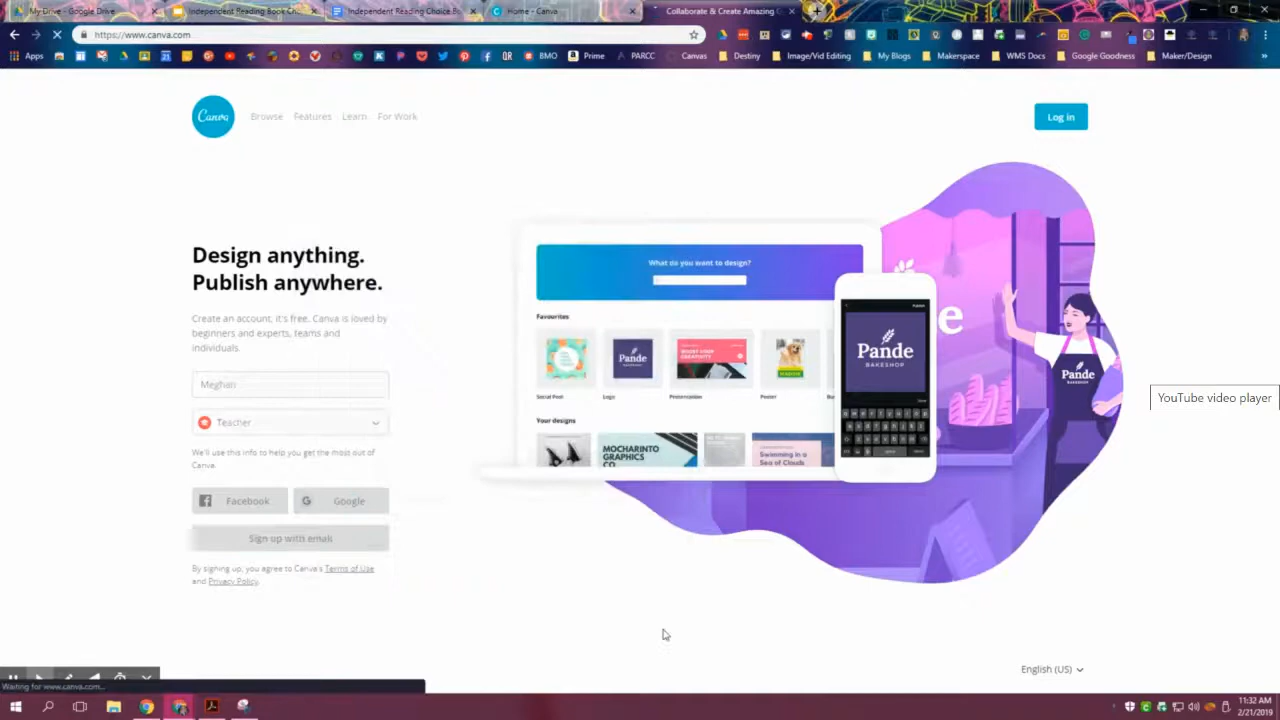 My Drive - Google Drive
Independent Reading Book Ch
Independent Reading Choice Bo
Home - Canva
Collaborate & Create Amazing G
https://www.canva.com
Apps
BMO
Prime
PARCC
Canvas
Destiny
Image/Vid Editing
My Blogs
Makerspace
WMS Docs
Google Goodness
Maker/Design
Canva
Browse
Features
Learn
For Work
Log in
Design anything.
Publish anywhere.
Create an account, it's free. Canva is loved by
beginners and experts, teams and
individuals.
Meghan
Teacher
We'll use this info to help you get the most out of
Canva.
Facebook
Google
Sign up with email
By signing up, you agree to Canva's Terms of Use
and Privacy Policy.
What do you want to design?
Favourites
Pande
Social Post
Logo
Presentation
Poster
Your designs
MOCHARINTO
GRAPHICS
CO
Swimming in a
Sea of Clouds
Pande
BAKESHOP
e
Pande
BAKESHOP
YouTube video player
English (US)
Waiting for www.canva.com...
11:32 AM
2/21/2019